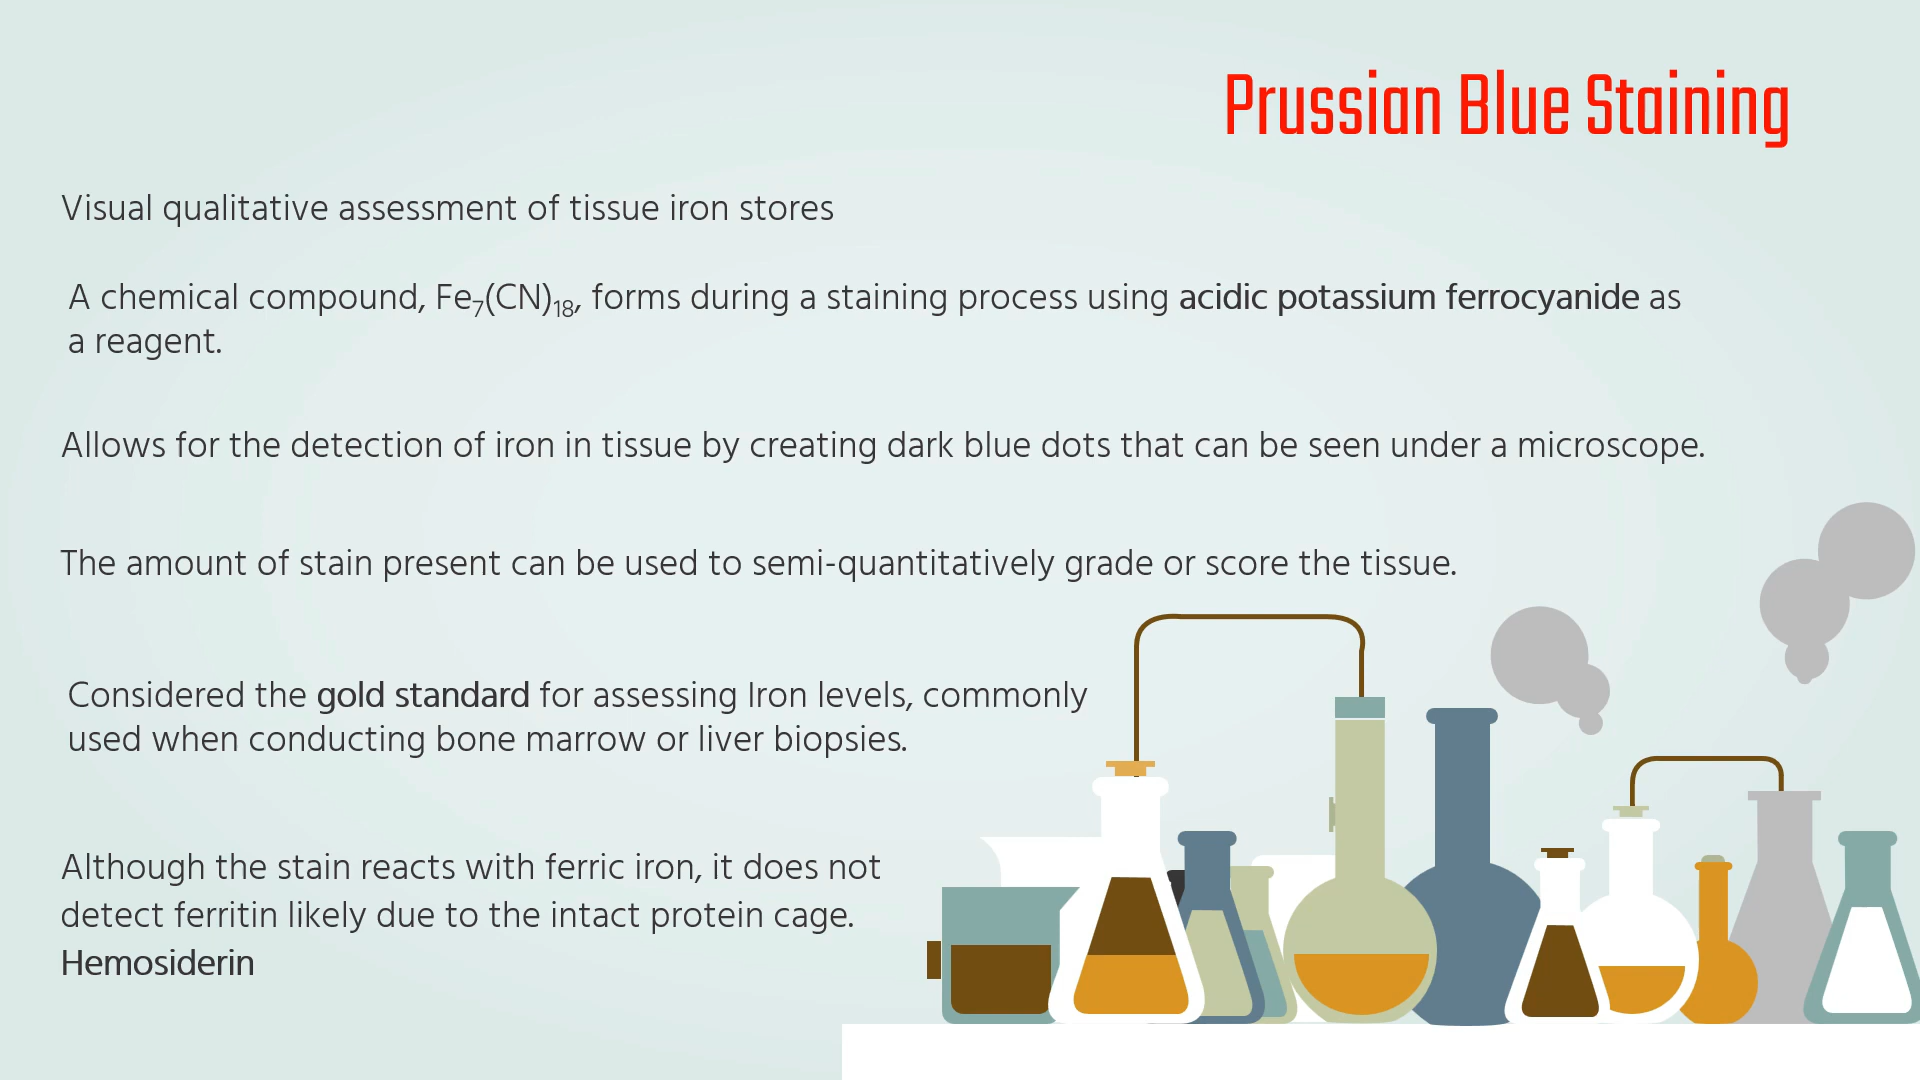 Prussian Blue Staining
Visual qualitative assessment of tissue iron stores
A chemical compound, Fe₇(CN)₁₈, forms during a staining process using acidic potassium ferrocyanide as
a reagent.
Allows for the detection of iron in tissue by creating dark blue dots that can be seen under a microscope.
The amount of stain present can be used to semi-quantitatively grade or score the tissue.
Considered the gold standard for assessing Iron levels, commonly
used when conducting bone marrow or liver biopsies.
Although the stain reacts with ferric iron, it does not
detect ferritin likely due to the intact protein cage.
Hemosiderin